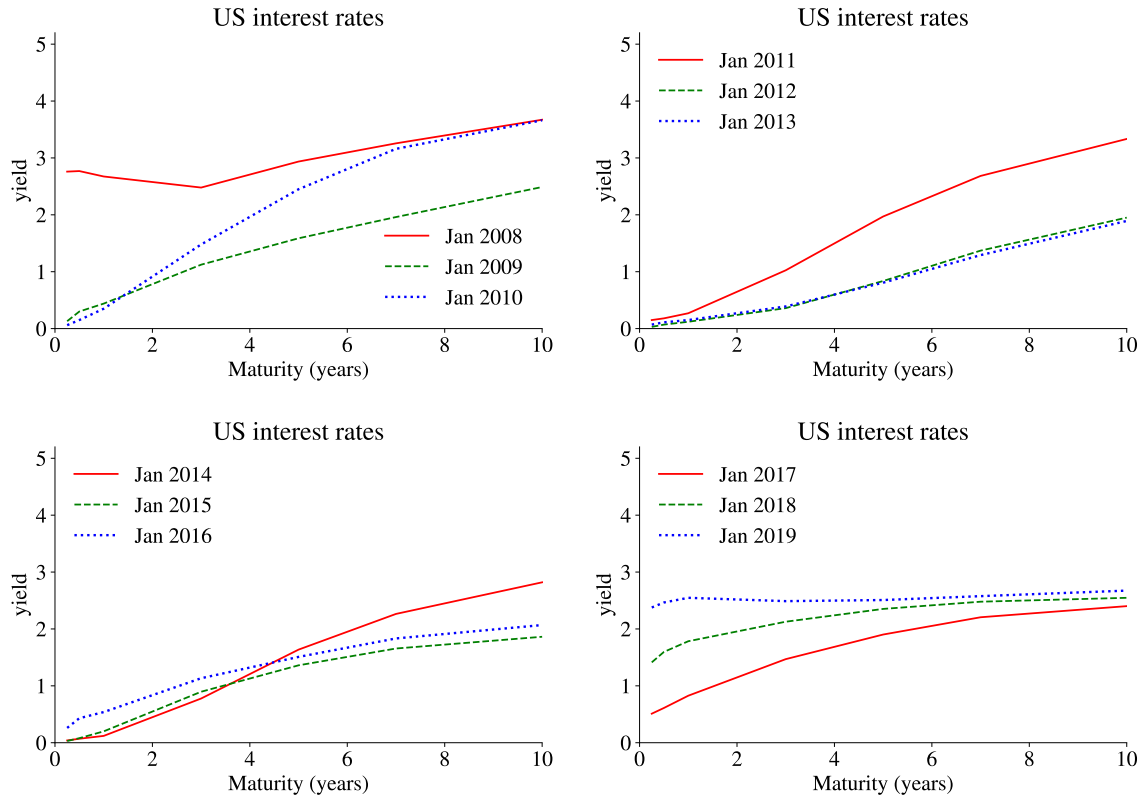 US interest rates
5
4
3
2
1
0
yield
Jan 2008
Jan 2009
Jan 2010
0 2 4 6 8 10
Maturity (years)
US interest rates
5
4
3
2
1
0
yield
Jan 2011
Jan 2012
Jan 2013
0 2 4 6 8 10
Maturity (years)
US interest rates
5
4
3
2
1
0
yield
Jan 2014
Jan 2015
Jan 2016
0 2 4 6 8 10
Maturity (years)
US interest rates
5
4
3
2
1
0
yield
Jan 2017
Jan 2018
Jan 2019
0 2 4 6 8 10
Maturity (years)